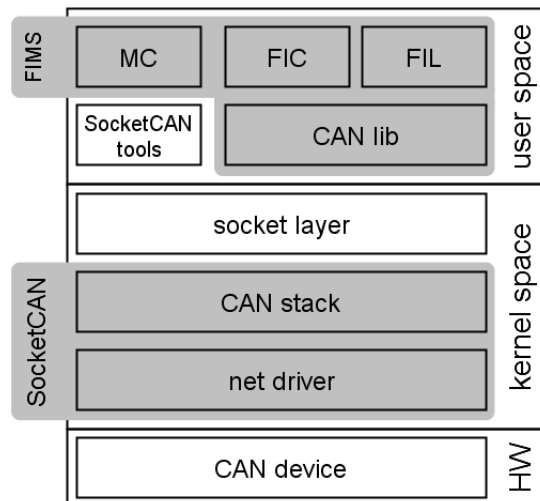 FIMS
MC
FIC
FIL
user space
SocketCAN
tools
CAN lib
socket layer
kernel space
SocketCAN
CAN stack
net driver
CAN device
HW